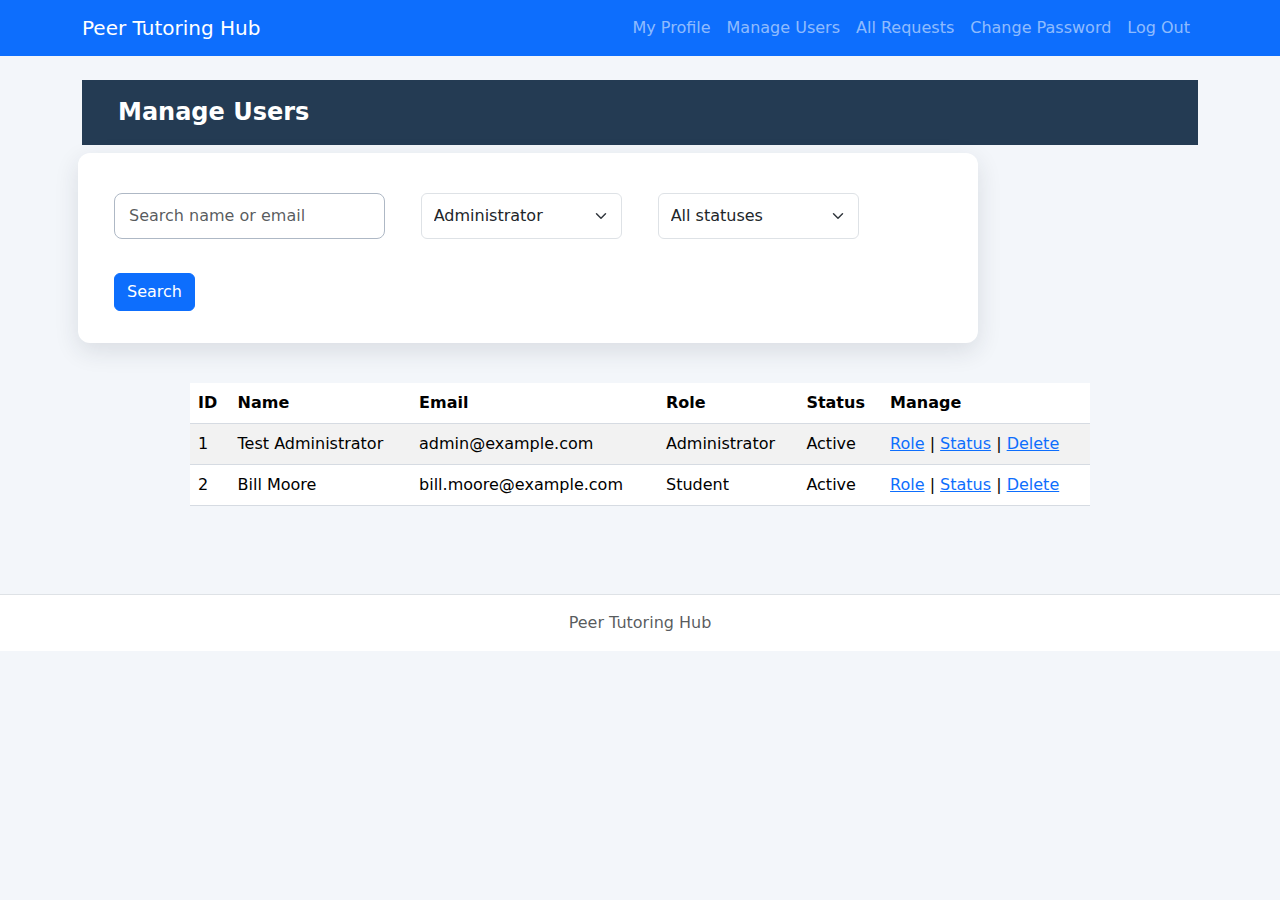 Peer Tutoring Hub My Profile Manage Users All Requests Change Password Log Out
Manage Users
Search name or email Administrator All statuses
Search
ID Name Email Role Status Manage
1 Test Administrator admin@example.com Administrator Active Role | Status | Delete
2 Bill Moore bill.moore@example.com Student Active Role | Status | Delete
Peer Tutoring Hub